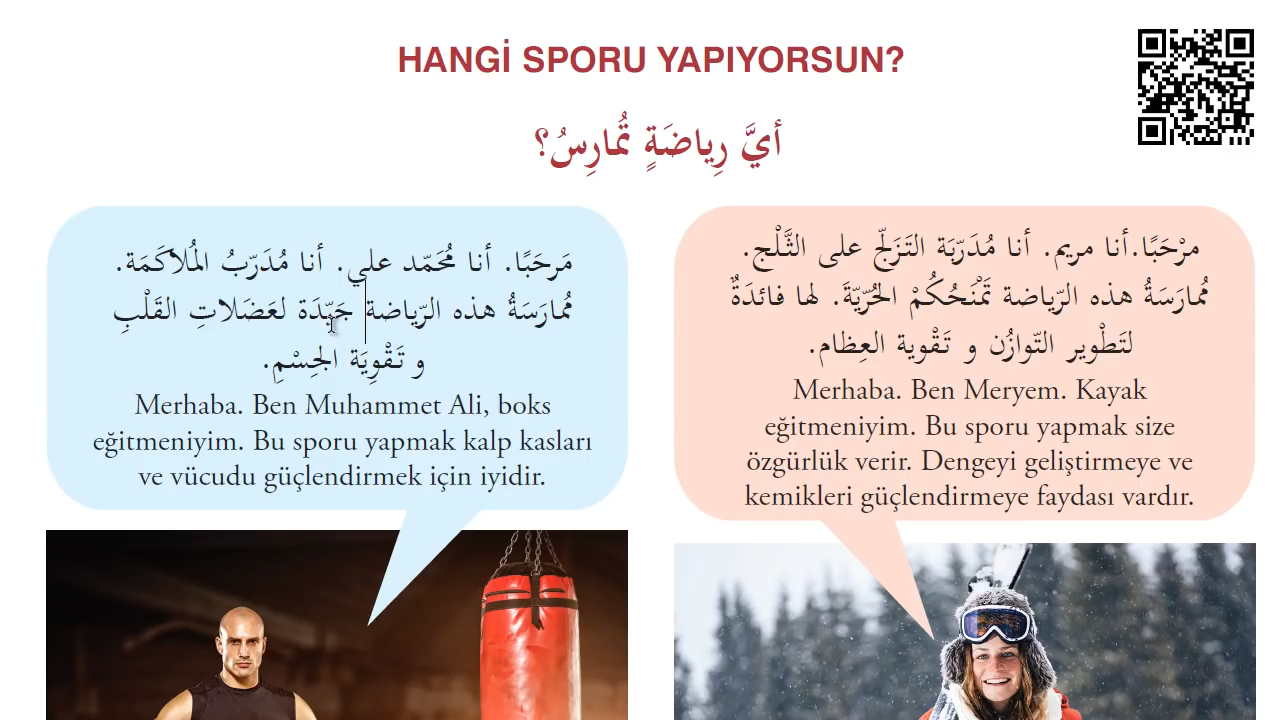 HANGİ SPORU YAPIYORSUN?
أيَّ رِياضَةٍ تُمارِسُ؟
مَرحَبًا. أنا مُحَمّد علي. أنا مُدَرّبُ المُلاكَمَة.
مُمارَسَةُ هذه الرّياضة جَيّدَة لعَضَلاتِ القَلْبِ
و تَقْوِيَة الجِسْمِ.
Merhaba. Ben Muhammet Ali, boks
eğitmeniyim. Bu sporu yapmak kalp kasları
ve vücudu güçlendirmek için iyidir.
مرْحَبًا.أنا مريم. أنا مُدَرّبَة التَزَلّج على الثَّلْج.
مُمارَسَةُ هذه الرّياضة تَمْنَحُكُمْ الحُرّيّةَ. لها فائدَةٌ
لتَطْوير التّوازُن و تَقْوية العِظام.
Merhaba. Ben Meryem. Kayak
eğitmeniyim. Bu sporu yapmak size
özgürlük verir. Dengeyi geliştirmeye ve
kemikleri güçlendirmeye faydası vardır.